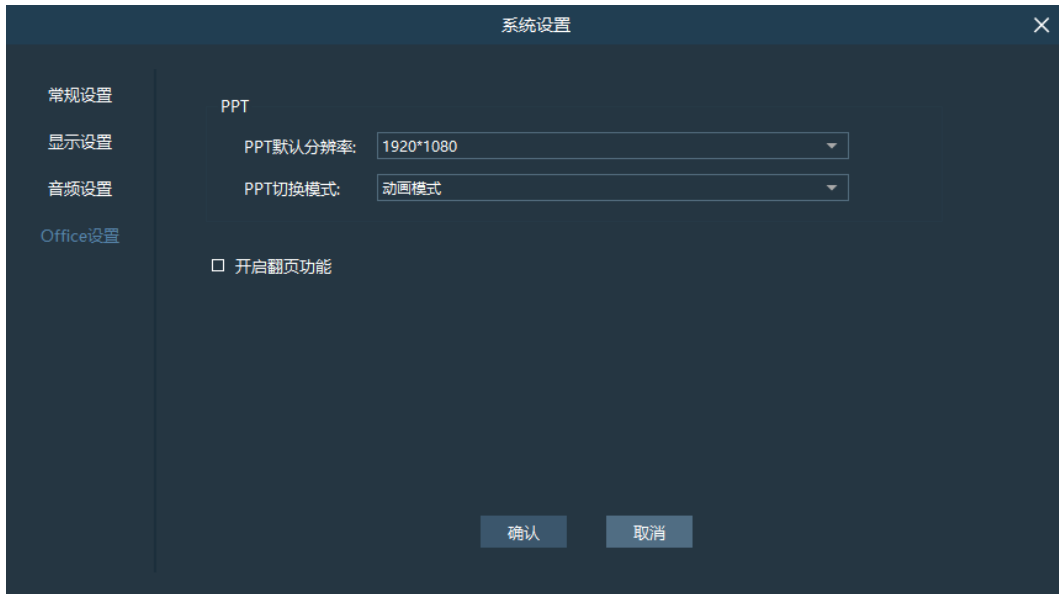 系统设置
常规设置
显示设置
音频设置
Office设置
PPT
PPT默认分辨率: 1920*1080
PPT切换模式: 动画模式
开启翻页功能
确认 取消